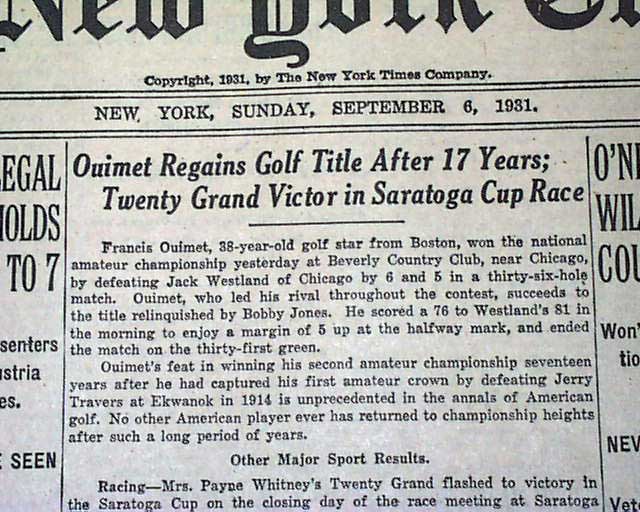 New York
Copyright, 1931, by The New York Times Company.
NEW YORK, SUNDAY, SEPTEMBER 6, 1931.
EGAL
OLDS
TO 7
senters
stria
es.
E SEEN
Ouimet Regains Golf Title After 17 Years;
Twenty Grand Victor in Saratoga Cup Race
Francis Ouimet, 38-year-old golf star from Boston, won the national
amateur championship yesterday at Beverly Country Club, near Chicago,
by defeating Jack Westland of Chicago by 6 and 5 in a thirty-six-hole
match. Ouimet, who led his rival throughout the contest, succeeds to
the title relinquished by Bobby Jones. He scored a 76 to Westland's 81 in
the morning to enjoy a margin of 5 up at the halfway mark, and ended
the match on the thirty-first green.
Ouimet's feat in winning his second amateur championship seventeen
years after he had captured his first amateur crown by defeating Jerry
Travers at Ekwanok in 1914 is unprecedented in the annals of American
golf. No other American player ever has returned to championship heights
after such a long period of years.
Other Major Sport Results.
Racing—Mrs. Payne Whitney's Twenty Grand flashed to victory in
the Saratoga Cup on the closing day of the race meeting at Saratoga
O'NE
WIL
COU
Won'
tio
NEV
Vete